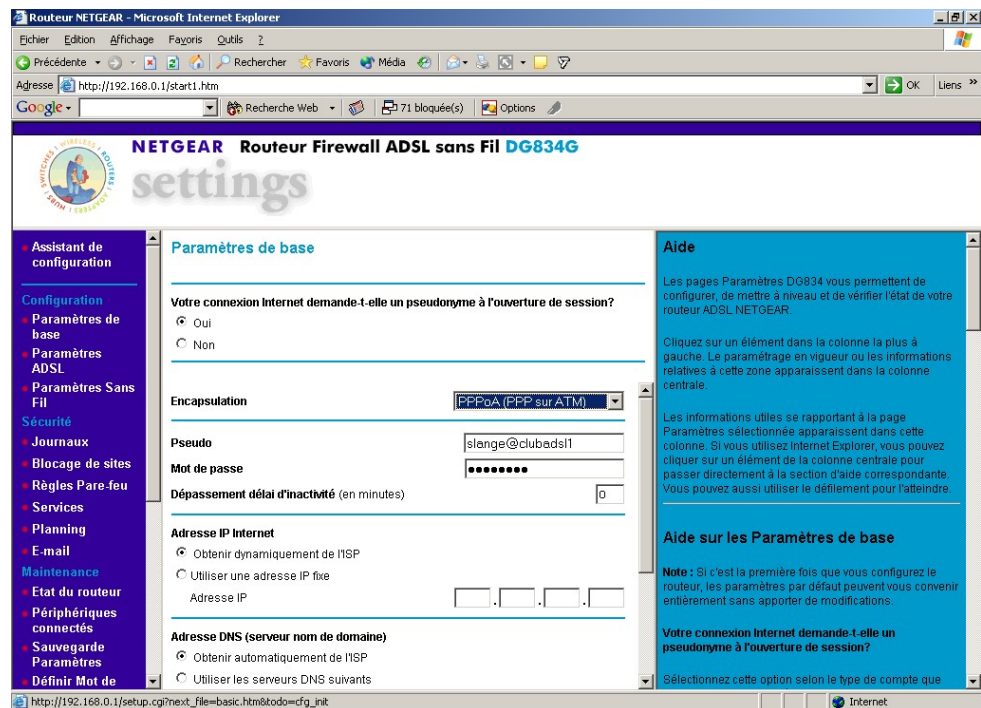 Routeur NETGEAR - Microsoft Internet Explorer
Fichier Edition Affichage Favoris Outils ?
Précédente Rechercher Favoris Média
Adresse http://192.168.0.1/start1.htm OK Liens »
Google - Recherche Web 71 bloquée(s) Options
NETGEAR Routeur Firewall ADSL sans Fil DG834G
settings
SWITCHES WIRELESS ROUTERS ADAPTERS HUBS
Assistant de
configuration
Configuration
Paramètres de
base
Paramètres
ADSL
Paramètres Sans
Fil
Sécurité
Journaux
Blocage de sites
Règles Pare-feu
Services
Planning
E-mail
Maintenance
Etat du routeur
Périphériques
connectés
Sauvegarde
Paramètres
Définir Mot de
Paramètres de base
Votre connexion Internet demande-t-elle un pseudonyme à l'ouverture de session?
Oui
Non
Encapsulation PPPoA (PPP sur ATM)
Pseudo slange@clubadsl1
Mot de passe ●●●●●●●●
Dépassement délai d'inactivité (en minutes) 0
Adresse IP Internet
Obtenir dynamiquement de l'ISP
Utiliser une adresse IP fixe
Adresse IP . . .
Adresse DNS (serveur nom de domaine)
Obtenir automatiquement de l'ISP
Utiliser les serveurs DNS suivants
Aide
Les pages Paramètres DG834 vous permettent de
configurer, de mettre à niveau et de vérifier l'état de votre
routeur ADSL NETGEAR.
Cliquez sur un élément dans la colonne la plus à
gauche. Le paramétrage en vigueur ou les informations
relatives à cette zone apparaissent dans la colonne
centrale.
Les informations utiles se rapportant à la page
Paramètres sélectionnée apparaissent dans cette
colonne. Si vous utilisez Internet Explorer, vous pouvez
cliquer sur un élément de la colonne centrale pour
passer directement à la section d'aide correspondante.
Vous pouvez aussi utiliser le défilement pour l'atteindre.
Aide sur les Paramètres de base
Note : Si c'est la première fois que vous configurez le
routeur, les paramètres par défaut peuvent vous convenir
entièrement sans apporter de modifications.
Votre connexion Internet demande-t-elle un
pseudonyme à l'ouverture de session?
Sélectionnez cette option selon le type de compte que
http://192.168.0.1/setup.cgi?next_file=basic.htm&todo=cfg_init Internet